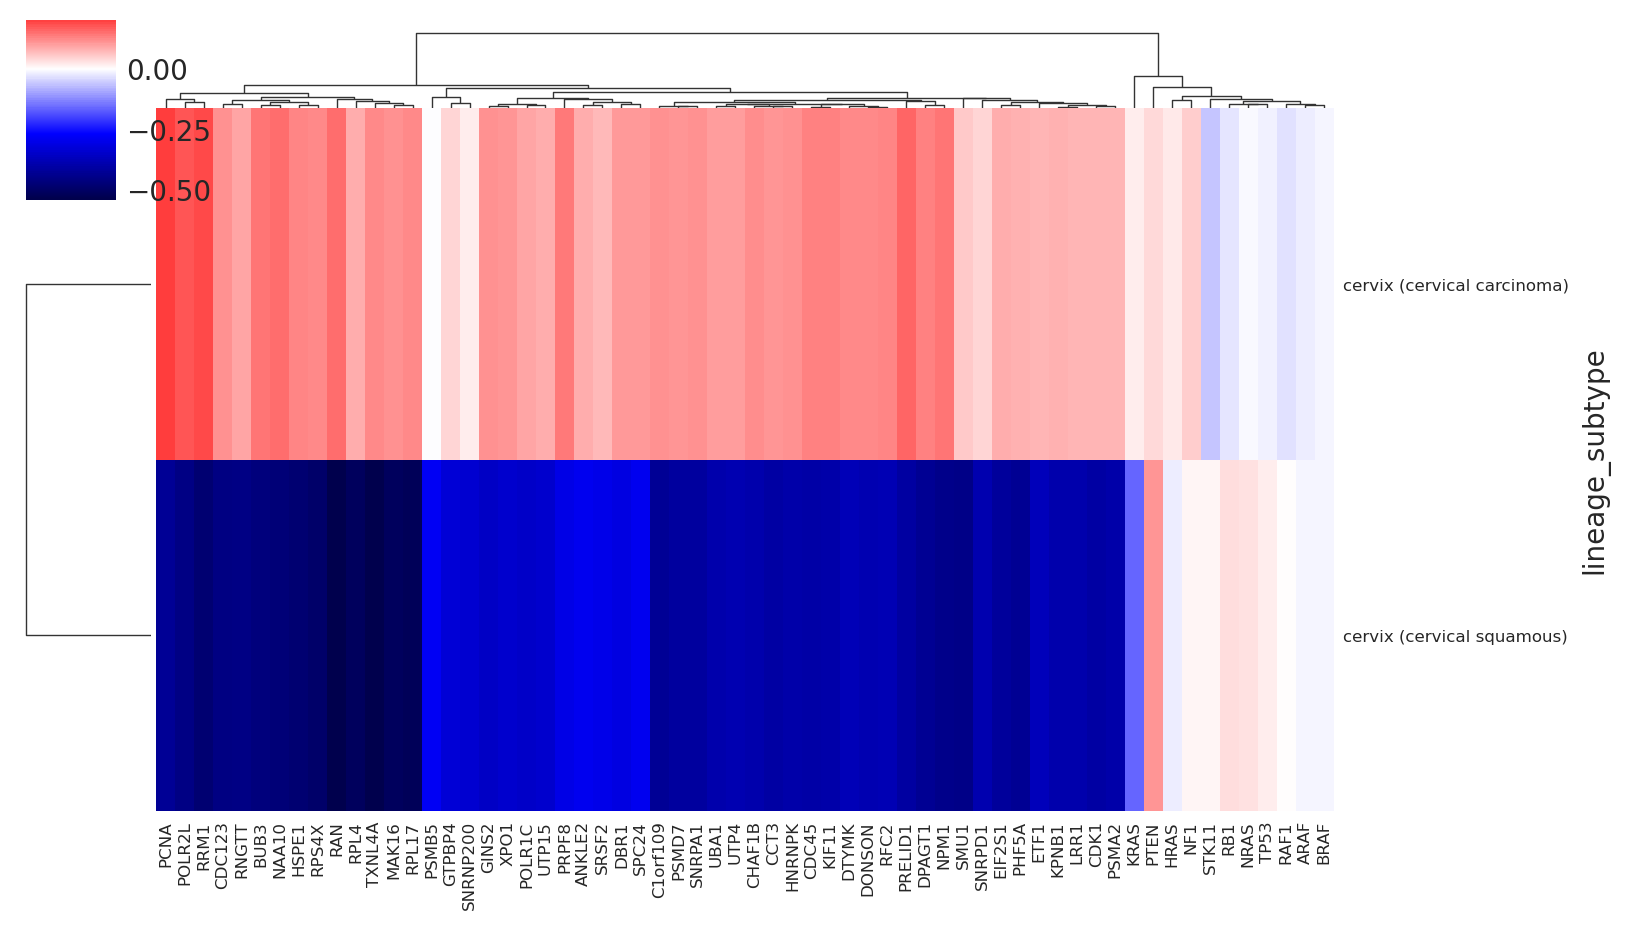 0.00
−0.25
−0.50
cervix (cervical carcinoma)
cervix (cervical squamous)
lineage_subtype
PCNA
POLR2L
RRM1
CDC123
RNGTT
BUB3
NAA10
HSPE1
RPS4X
RAN
RPL4
TXNL4A
MAK16
RPL17
PSMB5
GTPBP4
SNRNP200
GINS2
XPO1
POLR1C
UTP15
PRPF8
ANKLE2
SRSF2
DBR1
SPC24
C1orf109
PSMD7
SNRPA1
UBA1
UTP4
CHAF1B
CCT3
HNRNPK
CDC45
KIF11
DTYMK
DONSON
RFC2
PRELID1
DPAGT1
NPM1
SMU1
SNRPD1
EIF2S1
PHF5A
ETF1
KPNB1
LRR1
CDK1
PSMA2
KRAS
PTEN
HRAS
NF1
STK11
RB1
NRAS
TP53
RAF1
ARAF
BRAF